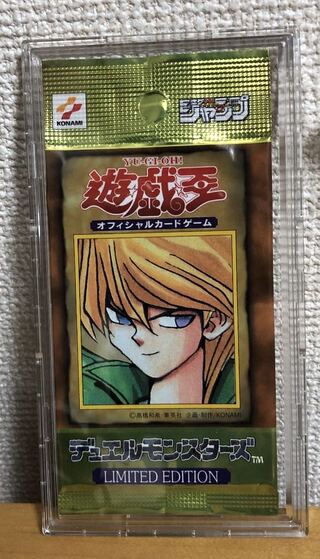 KONAMI
ジャンプ
YU-GI-OH!
遊戯王
オフィシャルカードゲーム
©高橋和希 集英社 企画・制作/KONAMI
デュエルモンスターズ™
LIMITED EDITION